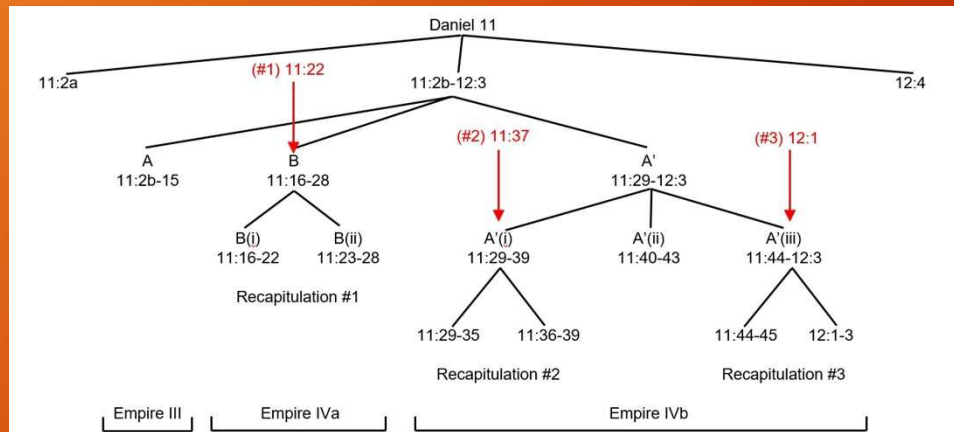 Daniel 11
(#1) 11:22
11:2a
11:2b-12:3
12:4
(#2) 11:37
(#3) 12:1
A
B
A'
11:2b-15
11:16-28
11:29-12:3
B(i)
B(ii)
A'(i)
A'(ii)
A'(iii)
11:16-22
11:23-28
11:29-39
11:40-43
11:44-12:3
Recapitulation #1
11:29-35
11:36-39
11:44-45
12:1-3
Recapitulation #2
Recapitulation #3
Empire III
Empire IVa
Empire IVb